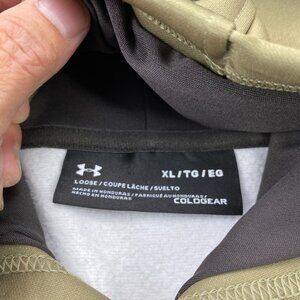 XL / TG / EG
LOOSE / COUPE LÂCHE / SUELTO
MADE IN HONDURAS / FABRIQUÉ AU HONDURAS /
HECHO EN HONDURAS
COLDGEAR